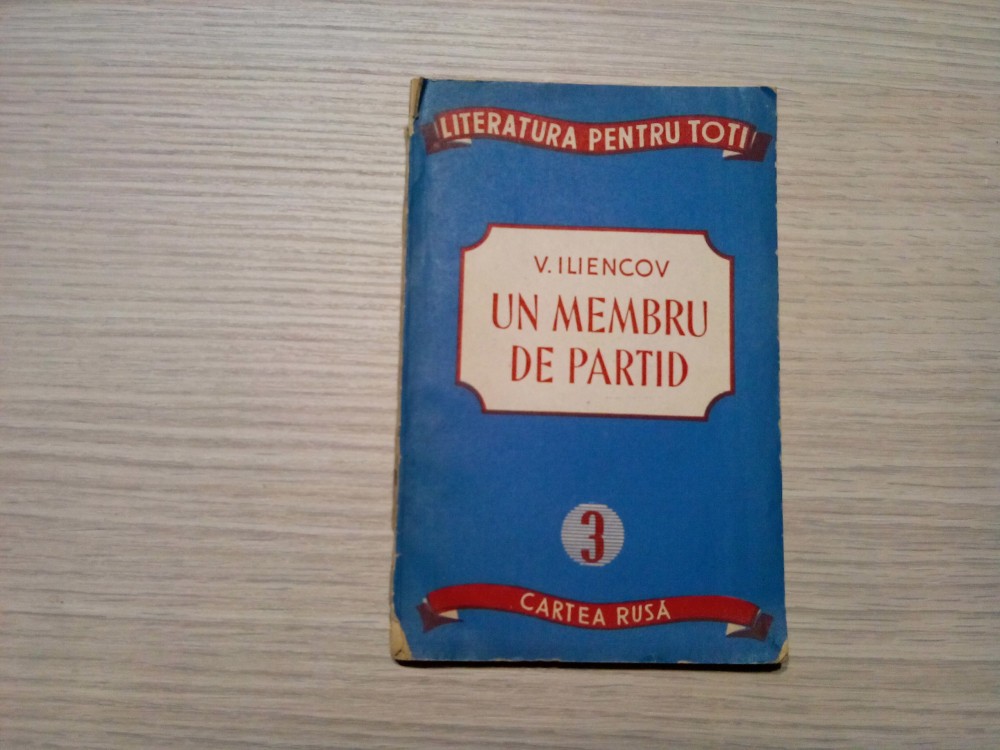 LITERATURA PENTRU TOTI
V. ILIENCOV
UN MEMBRU
DE PARTID
3
CARTEA RUSĂ